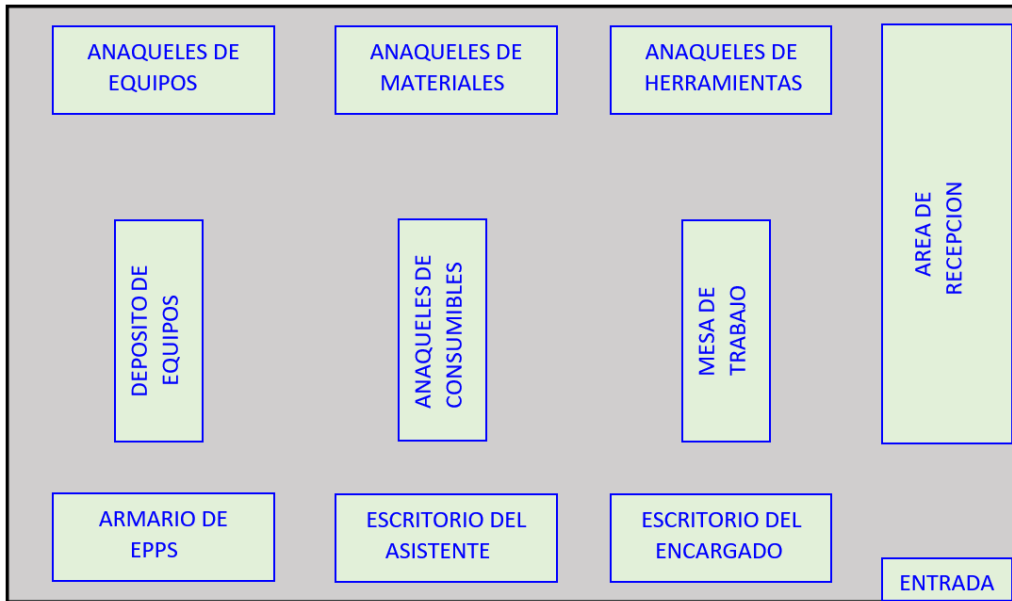 ANAQUELES DE
EQUIPOS
ANAQUELES DE
MATERIALES
ANAQUELES DE
HERRAMIENTAS
AREA DE
RECEPCION
DEPOSITO DE
EQUIPOS
ANAQUELES DE
CONSUMIBLES
MESA DE
TRABAJO
ARMARIO DE
EPPS
ESCRITORIO DEL
ASISTENTE
ESCRITORIO DEL
ENCARGADO
ENTRADA